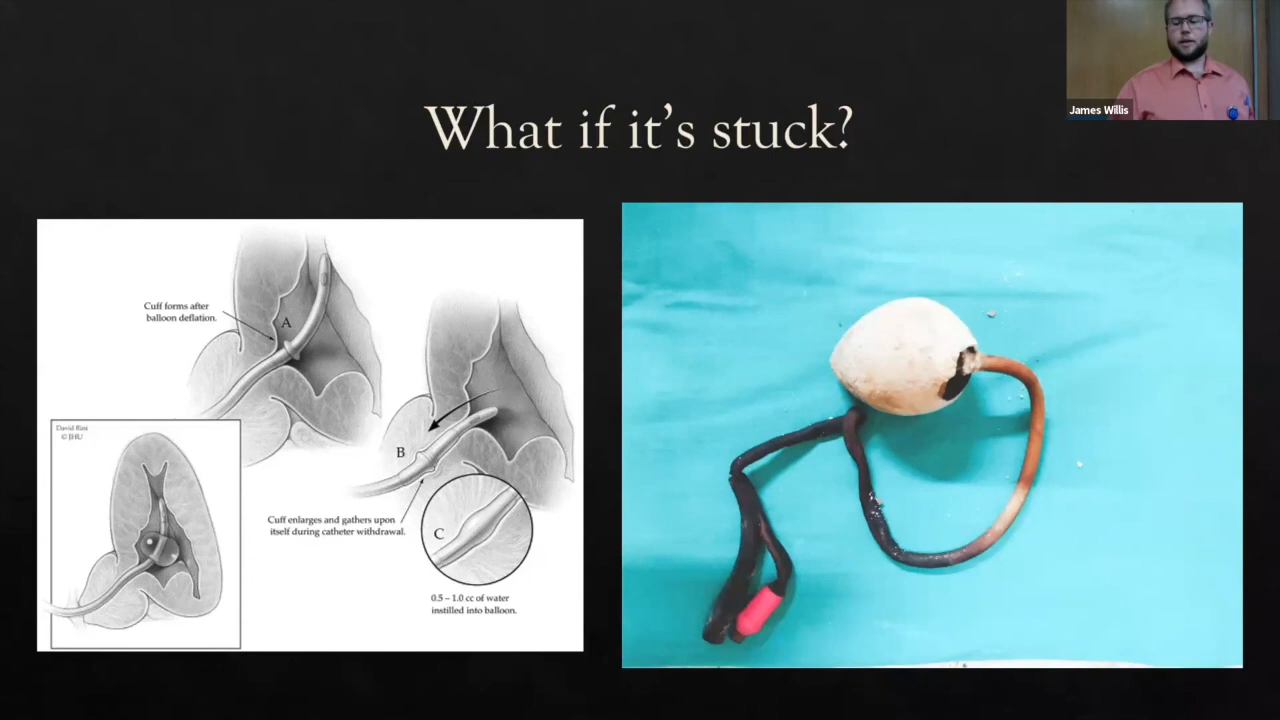 James Willis
What if it's stuck?
Cuff forms after
balloon deflation.
A
B
David Rini
© JHU
Cuff enlarges and gathers upon
itself during catheter withdrawal.
C
0.5 – 1.0 cc of water
instilled into balloon.